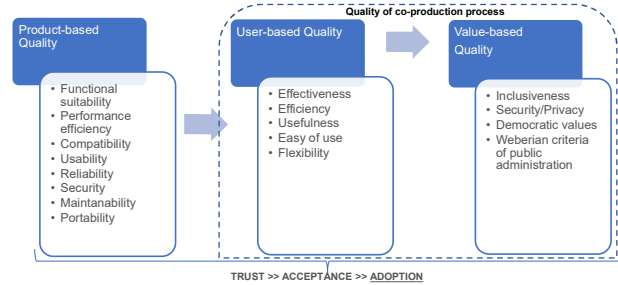 Quality of co-production process
Product-based
Quality
• Functional
suitability
• Performance
efficiency
• Compatibility
• Usability
• Reliability
• Security
• Maintanability
• Portability
User-based Quality
• Effectiveness
• Efficiency
• Usefulness
• Easy of use
• Flexibility
Value-based
Quality
• Inclusiveness
• Security/Privacy
• Democratic values
• Weberian criteria
of public
administration
TRUST >> ACCEPTANCE >> ADOPTION